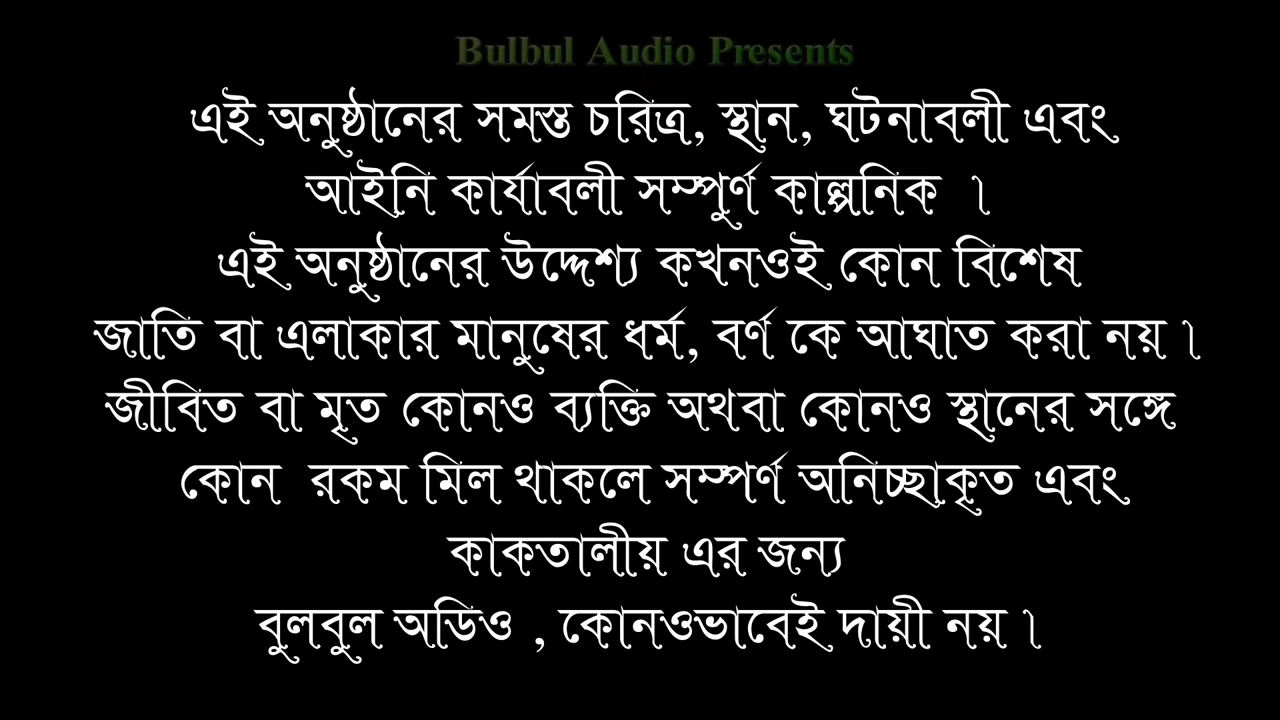 Bulbul Audio Presents
এই অনুষ্ঠানের সমস্ত চরিত্র, স্থান, ঘটনাবলী এবং
আইনি কার্যাবলী সম্পুর্ণ কাল্পনিক ।
এই অনুষ্ঠানের উদ্দেশ্য কখনওই কোন বিশেষ
জাতি বা এলাকার মানুষের ধর্ম, বর্ণ কে আঘাত করা নয় ।
জীবিত বা মৃত কোনও ব্যক্তি অথবা কোনও স্থানের সঙ্গে
কোন রকম মিল থাকলে সম্পর্ণ অনিচ্ছাকৃত এবং
কাকতালীয় এর জন্য
বুলবুল অডিও , কোনওভাবেই দায়ী নয় ।